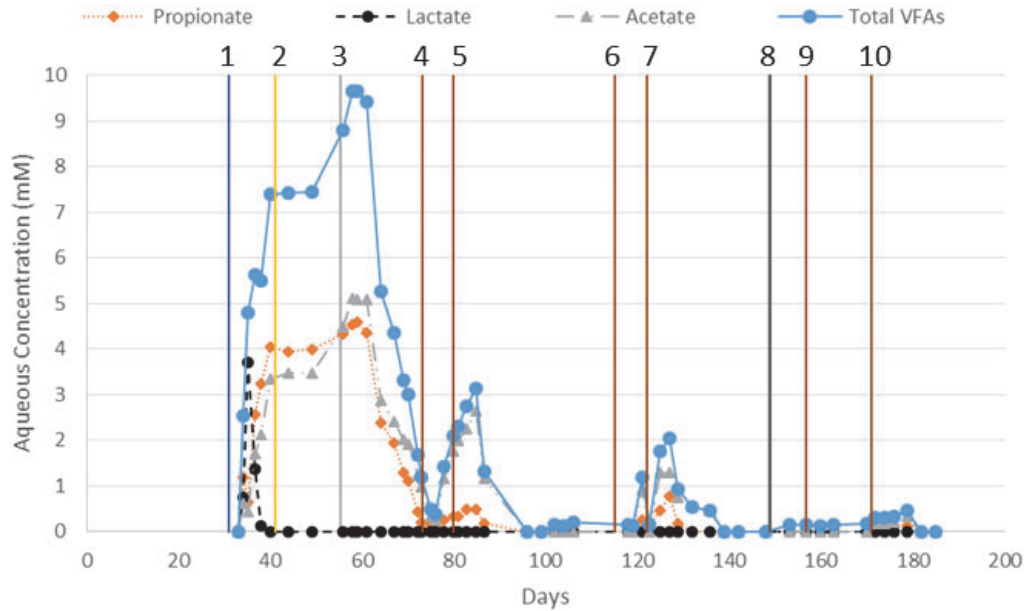 Propionate Lactate Acetate Total VFAs
1 2 3 4 5 6 7 8 9 10
10
9
8
7
6
5
4
3
2
1
0
Aqueous Concentration (mM)
0 20 40 60 80 100 120 140 160 180 200
Days